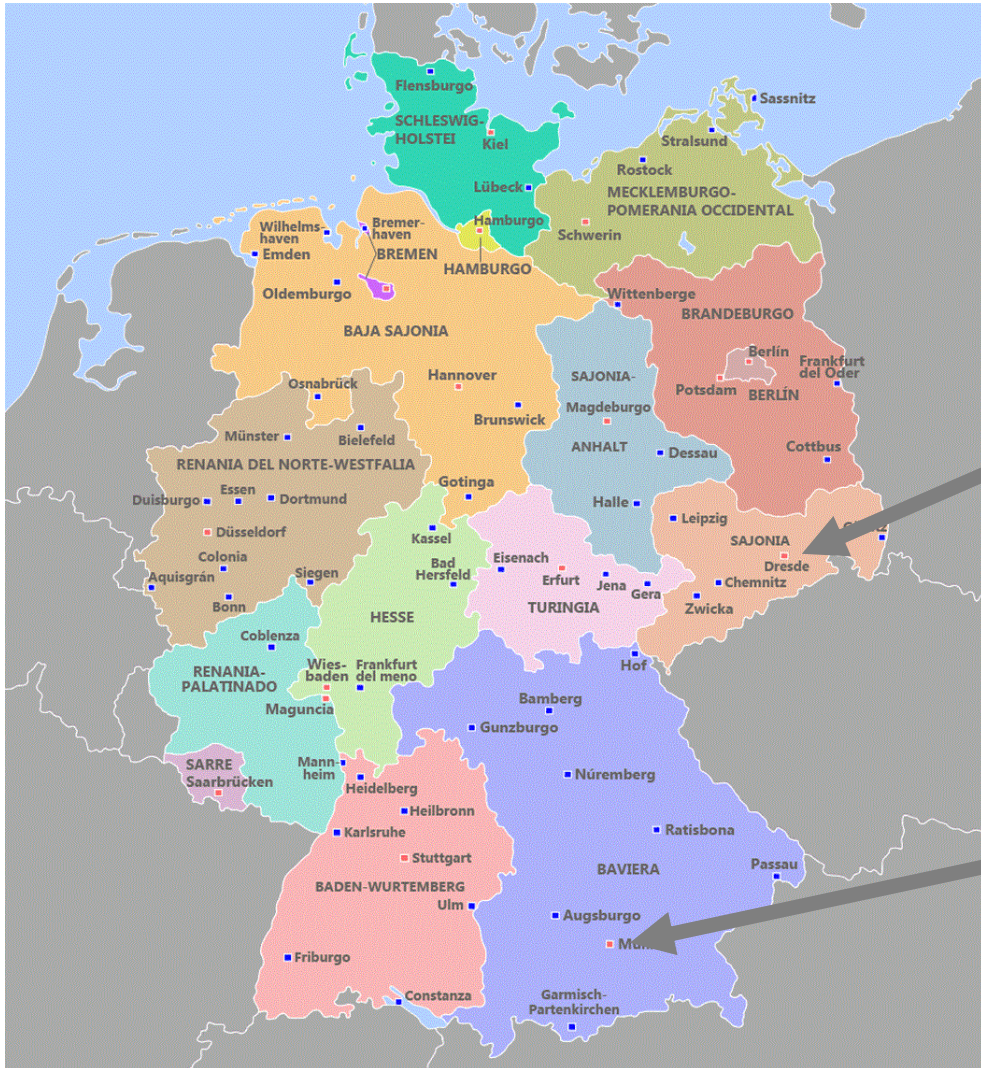 Flensburgo
SCHLESWIG-
HOLSTEI
Kiel
Lübeck
Sassnitz
Stralsund
Rostock
MECKLEMBURGO-
POMERANIA OCCIDENTAL
Schwerin
Hamburgo
HAMBURGO
Wilhelms-
haven
Bremer-
haven
Emden
BREMEN
Oldemburgo
BAJA SAJONIA
Wittenberge
BRANDEBURGO
Berlín
Frankfurt
del Oder
Potsdam
BERLÍN
SAJONIA-
Magdeburgo
ANHALT
Hannover
Osnabrück
Brunswick
Münster
Bielefeld
Cottbus
Dessau
RENANIA DEL NORTE-WESTFALIA
Gotinga
Essen
Duisburgo
Dortmund
Halle
Leipzig
Düsseldorf
Kassel
SAJONIA
Dresde
Colonia
Aquisgrán
Siegen
Bad
Hersfeld
Eisenach
Erfurt
Jena
Gera
Chemnitz
Zwicka
Bonn
TURINGIA
HESSE
Coblenza
Hof
RENANIA-
PALATINADO
Wies-
baden
Frankfurt
del meno
Maguncia
Bamberg
Gunzburgo
SARRE
Saarbrücken
Mann-
heim
Heidelberg
Núremberg
Heilbronn
Karlsruhe
Ratisbona
Stuttgart
BAVIERA
Passau
BADEN-WURTEMBERG
Ulm
Augsburgo
Friburgo
Constanza
Garmisch-
Partenkirchen